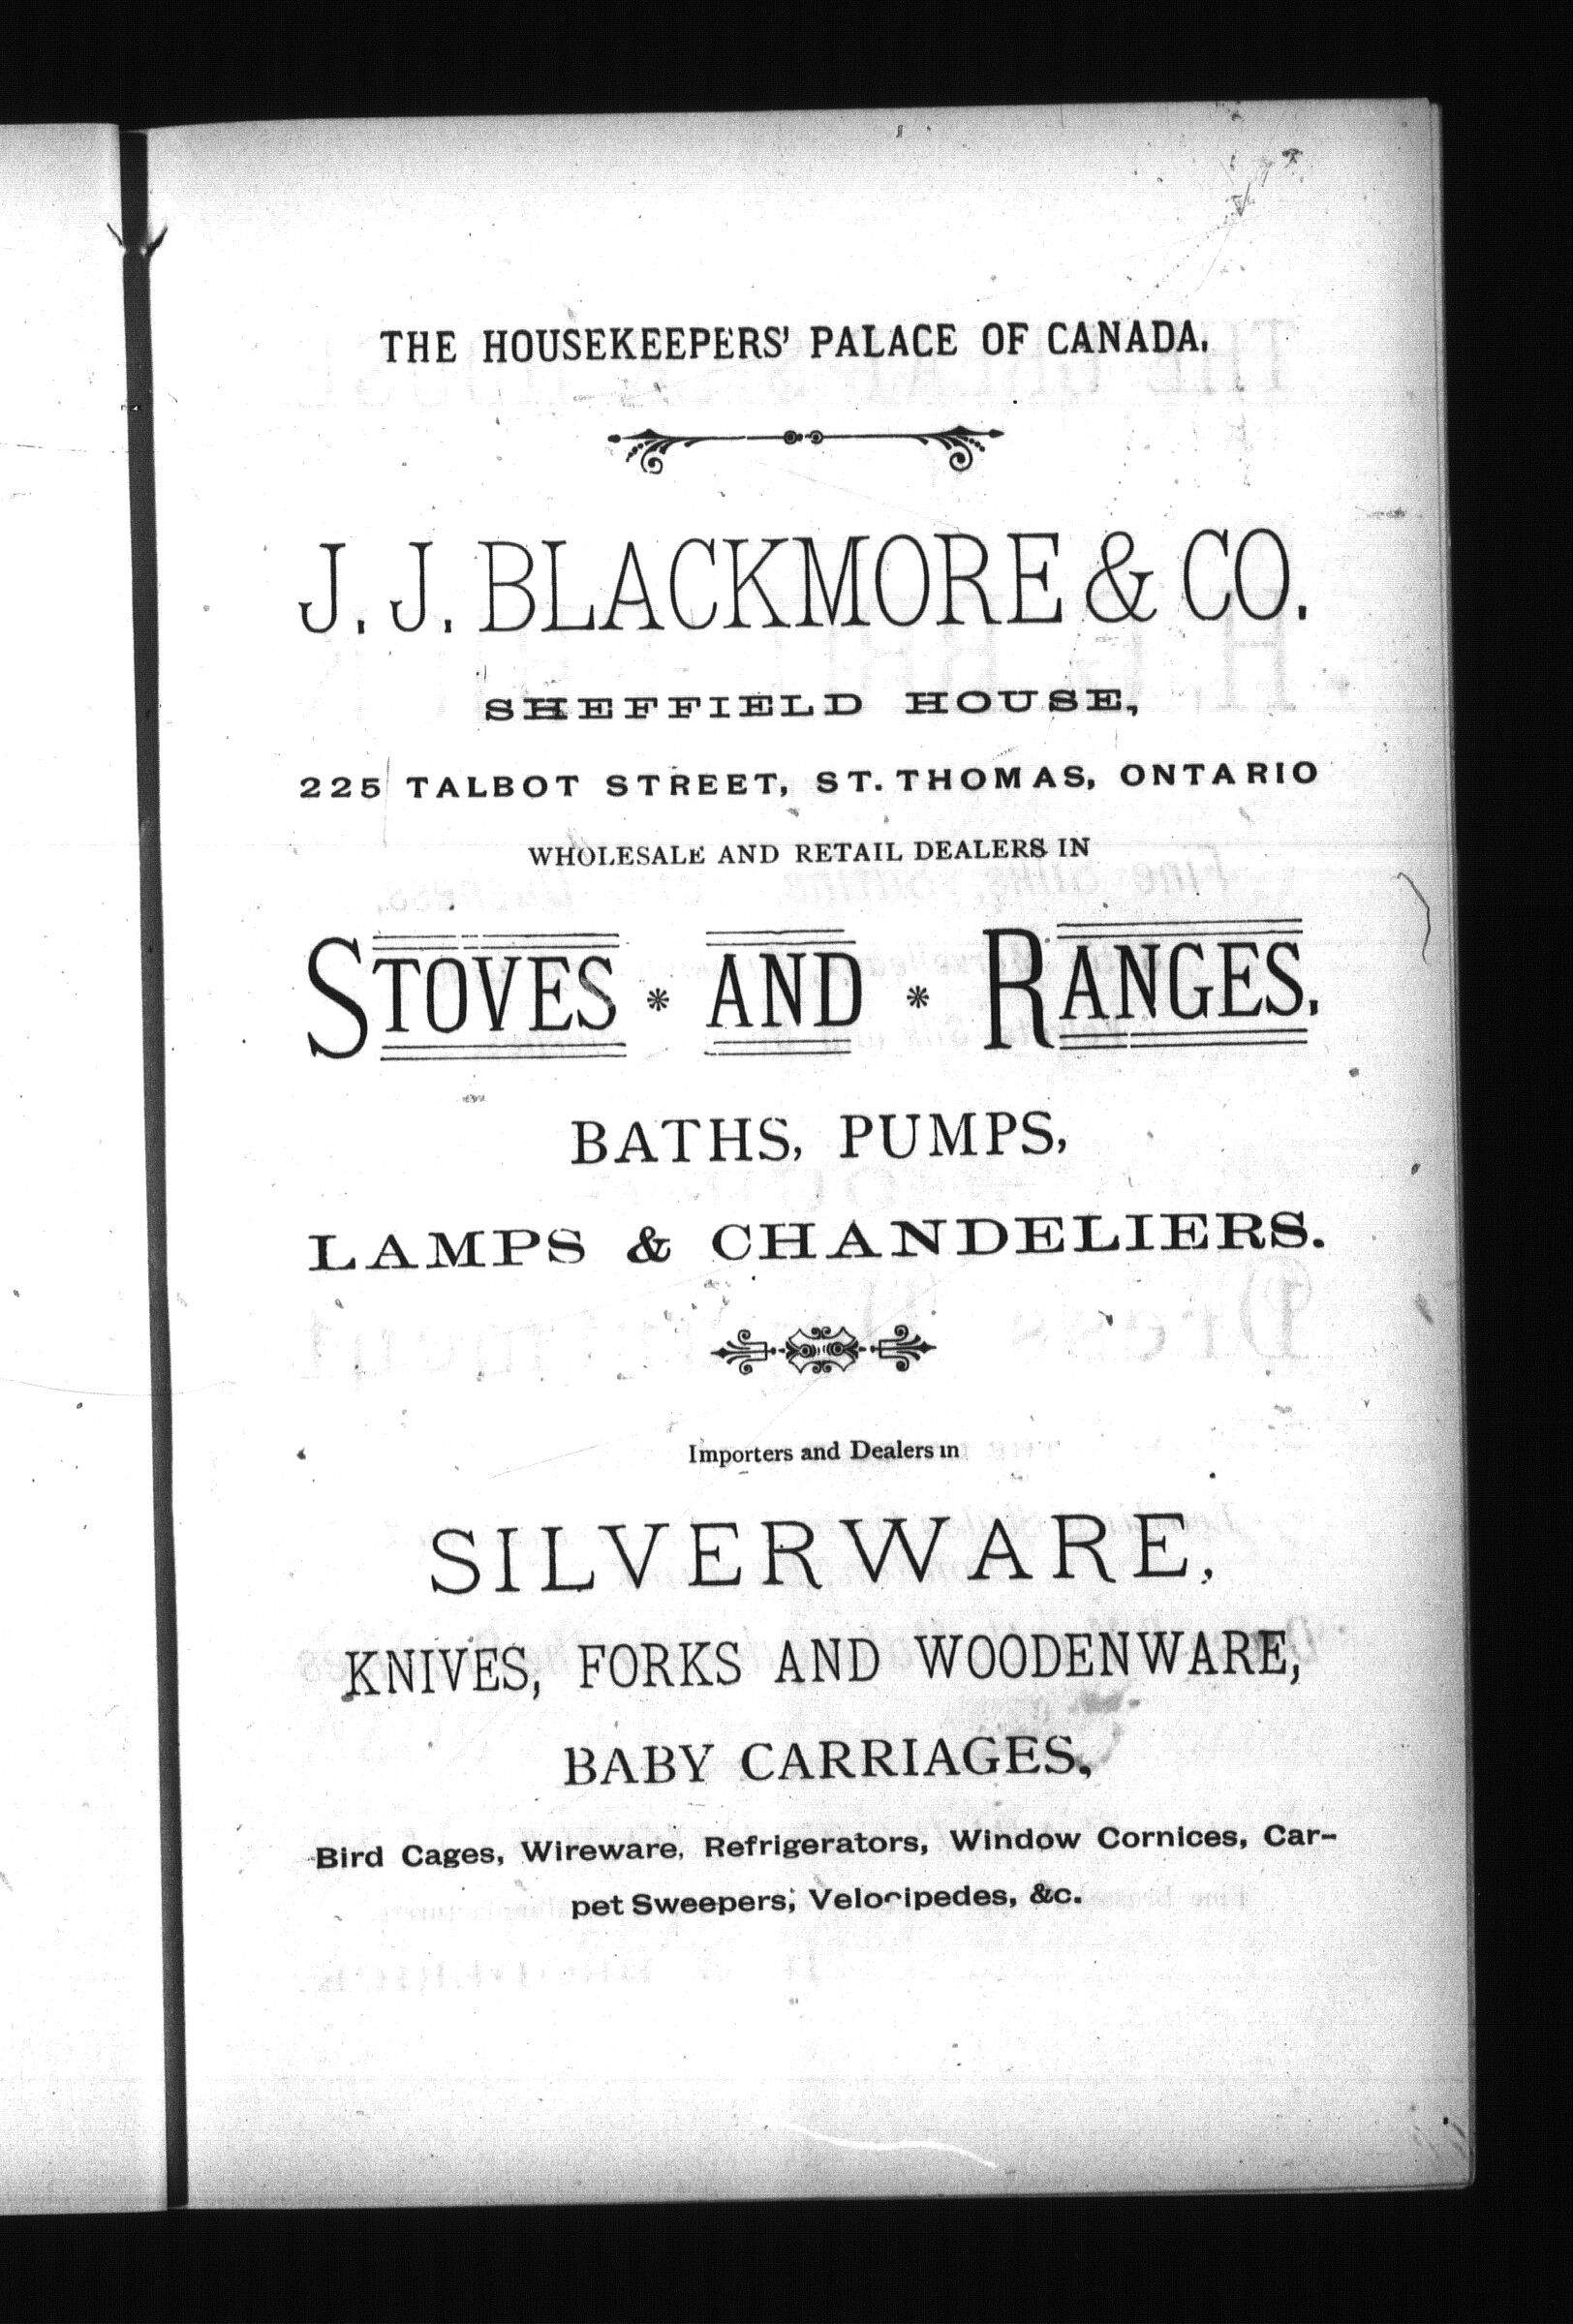 THE HOUSEKEEPERS' PALACE OF CANADA.
J. J. BLACKMORE & CO.
SHEFFIELD HOUSE,
225 TALBOT STREET, ST. THOMAS, ONTARIO
WHOLESALE AND RETAIL DEALERS IN
STOVES * AND * RANGES.
BATHS, PUMPS,
LAMPS & CHANDELIERS.
Importers and Dealers in
SILVERWARE,
KNIVES, FORKS AND WOODENWARE,
BABY CARRIAGES,
Bird Cages, Wireware, Refrigerators, Window Cornices, Car-
pet Sweepers, Velocipedes, &c.